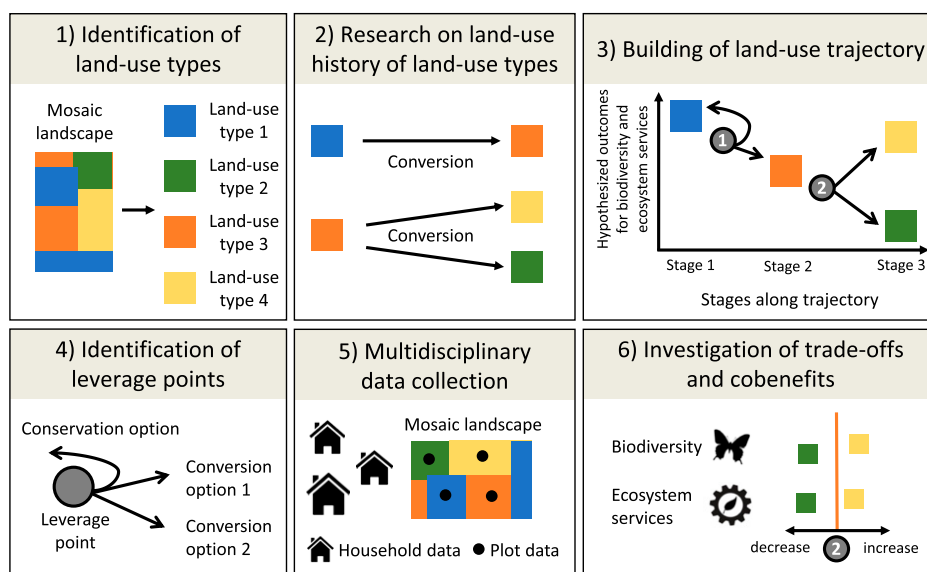 1) Identification of
land-use types
Mosaic
landscape
Land-use
type 1
Land-use
type 2
Land-use
type 3
Land-use
type 4
2) Research on land-use
history of land-use types
Conversion
Conversion
3) Building of land-use trajectory
Hypothesized outcomes
for biodiversity and
ecosystem services
1
2
Stage 1
Stage 2
Stage 3
Stages along trajectory
4) Identification of
leverage points
Conservation option
Conversion
option 1
Leverage
point
Conversion
option 2
5) Multidisciplinary
data collection
Mosaic landscape
Household data
Plot data
6) Investigation of trade-offs
and cobenefits
Biodiversity
Ecosystem
services
decrease
2
increase